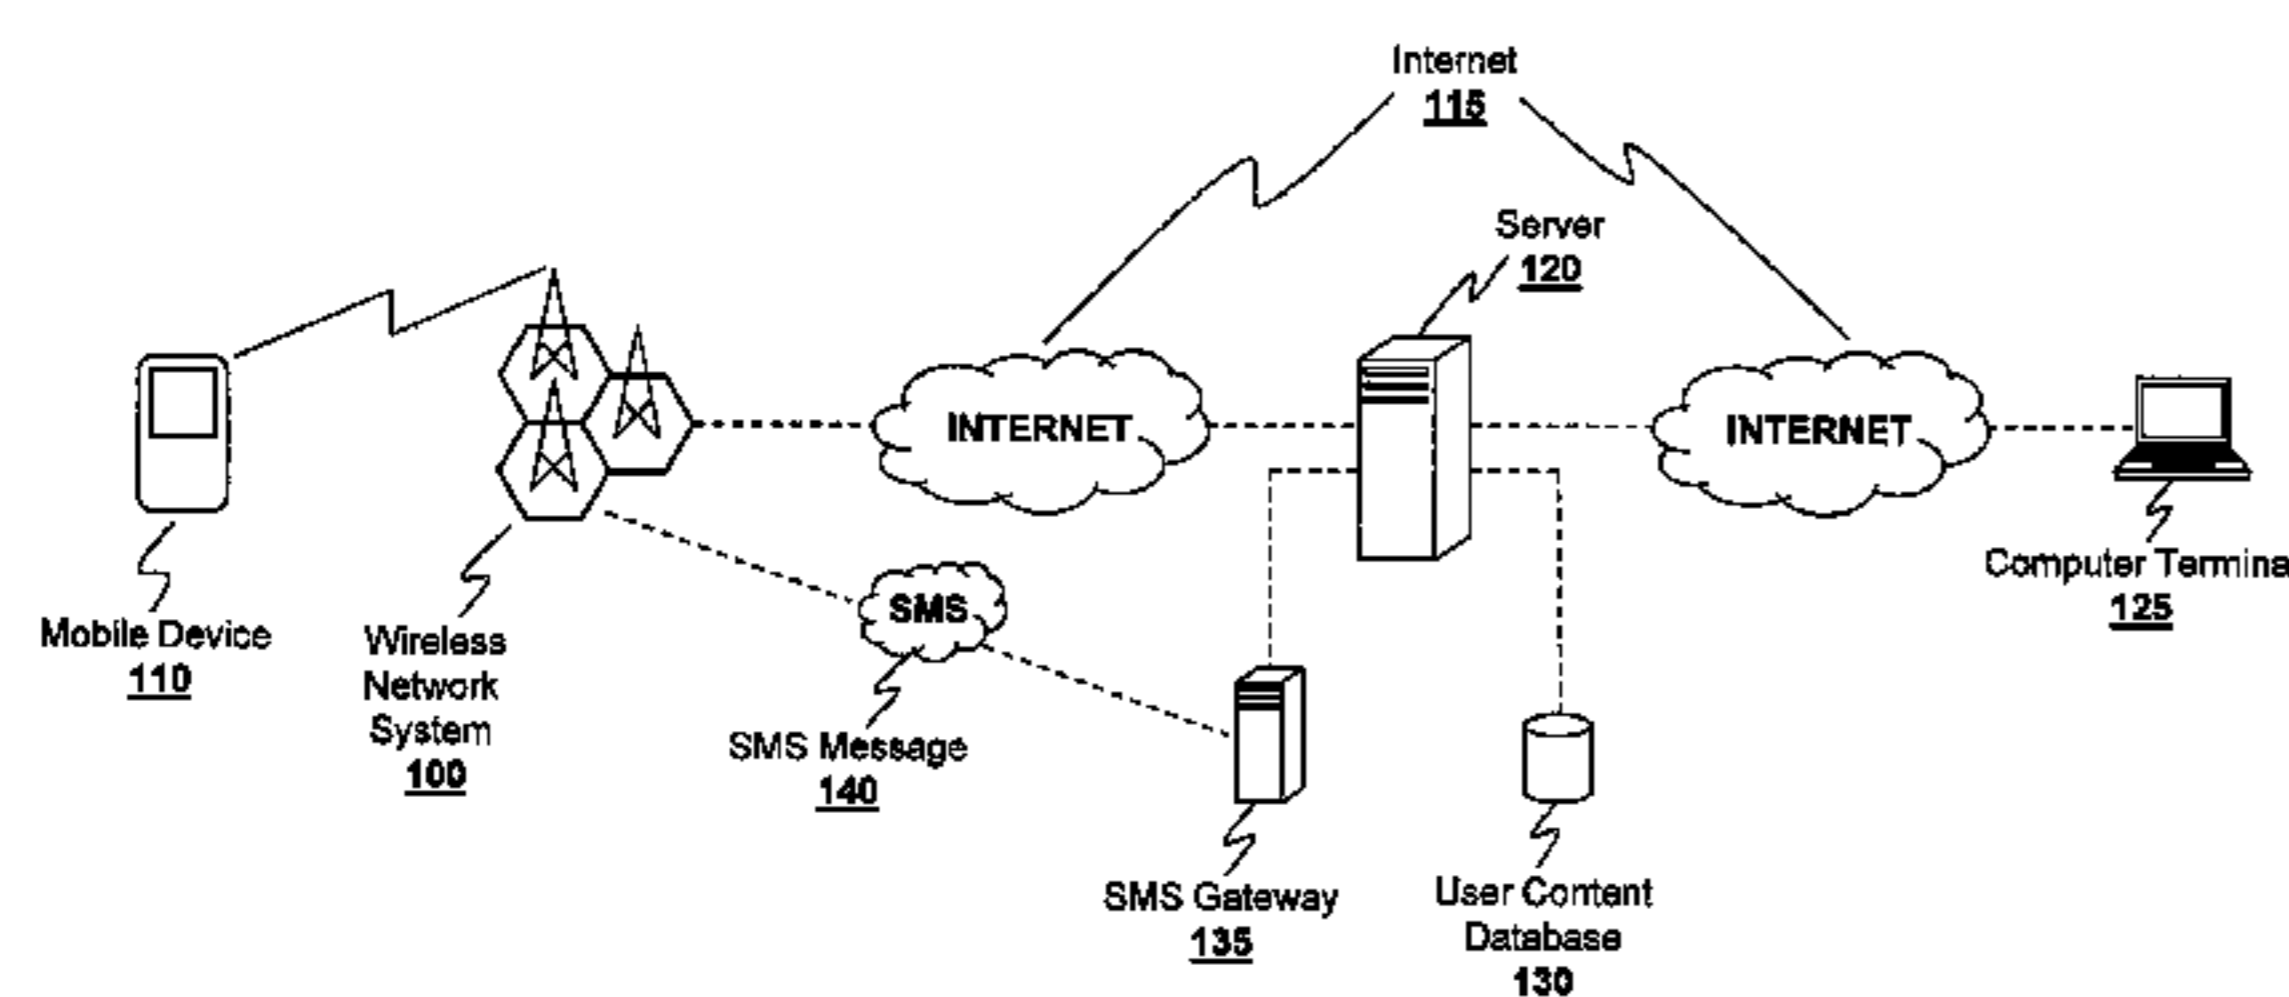 Internet
115
Server
120
INTERNET
INTERNET
Computer Termina
125
SMS
Mobile Device
110
Wireless
Network
System
100
SMS Message
140
SMS Gateway
135
User Content
Database
130